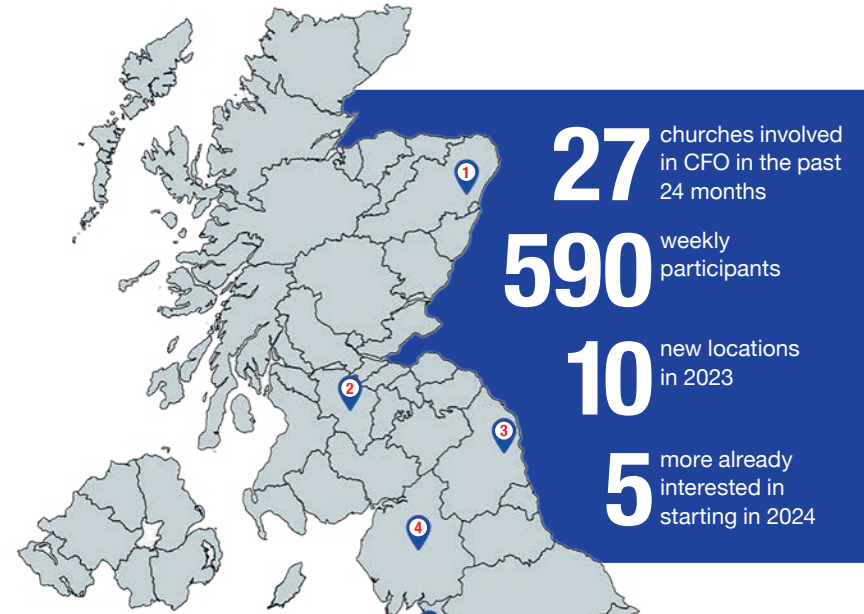 27
churches involved
in CFO in the past
24 months
590
weekly
participants
10
new locations
in 2023
5
more already
interested in
starting in 2024
1
2
3
4